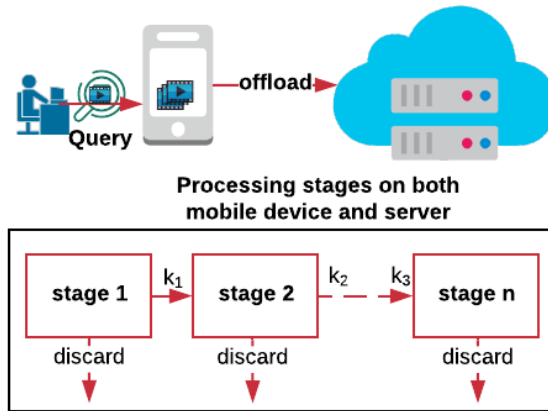 offload
Query
Processing stages on both
mobile device and server
stage 1
k₁
stage 2
k₂
k₃
stage n
discard
discard
discard